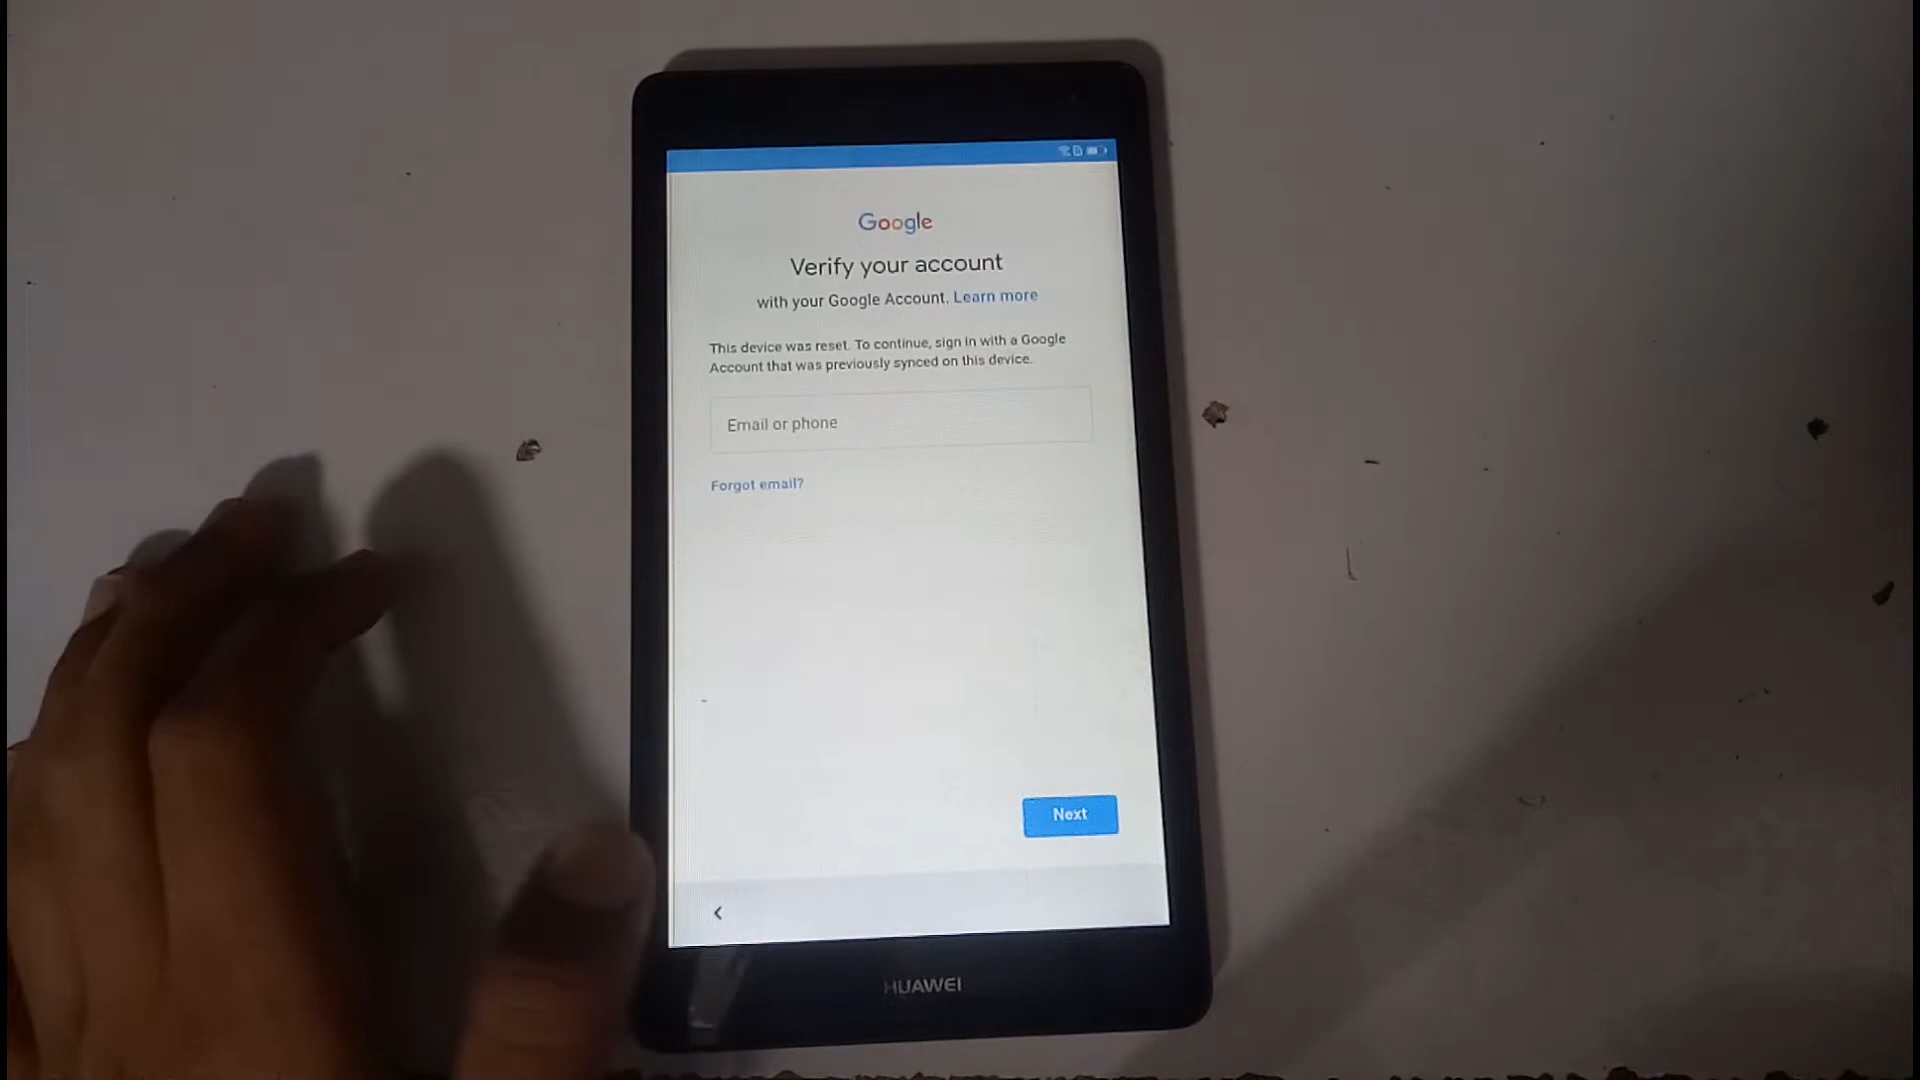 Google
Verify your account
with your Google Account. Learn more
This device was reset. To continue, sign in with a Google
Account that was previously synced on this device.
Email or phone
Forgot email?
Next
HUAWEI